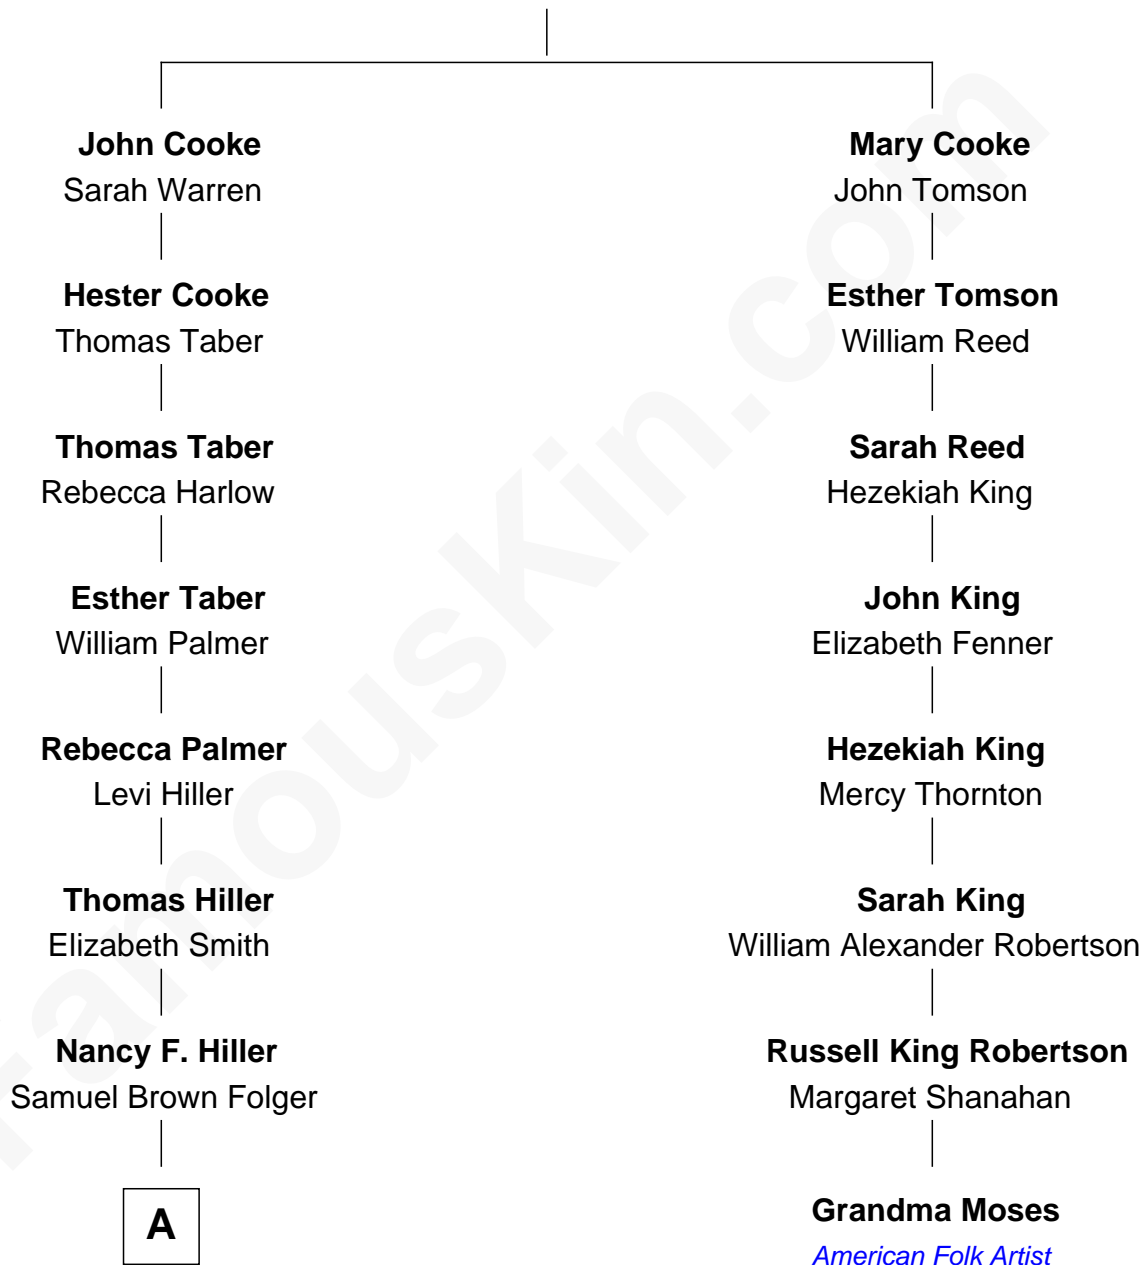 John Cooke
Sarah Warren
Hester Cooke
Thomas Taber
Thomas Taber
Rebecca Harlow
Esther Taber
William Palmer
Rebecca Palmer
Levi Hiller
Thomas Hiller
Elizabeth Smith
Nancy F. Hiller
Samuel Brown Folger
A
Mary Cooke
John Tomson
Esther Tomson
William Reed
Sarah Reed
Hezekiah King
John King
Elizabeth Fenner
Hezekiah King
Mercy Thornton
Sarah King
William Alexander Robertson
Russell King Robertson
Margaret Shanahan
Grandma Moses
American Folk Artist
FamousKin.com